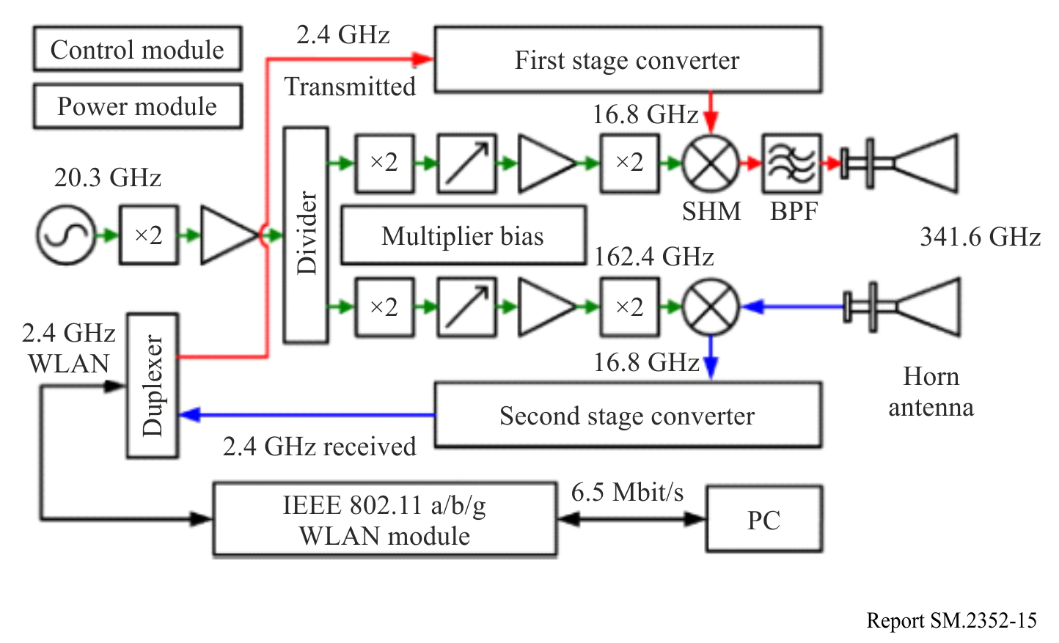 Control module
2.4 GHz
First stage converter
Transmitted
Power module
16.8 GHz
20.3 GHz
×2
×2
SHM
BPF
×2
Divider
Multiplier bias
341.6 GHz
162.4 GHz
×2
×2
2.4 GHz
WLAN
Duplexer
16.8 GHz
Horn
antenna
Second stage converter
2.4 GHz received
IEEE 802.11 a/b/g
WLAN module
6.5 Mbit/s
PC
Report SM.2352-15